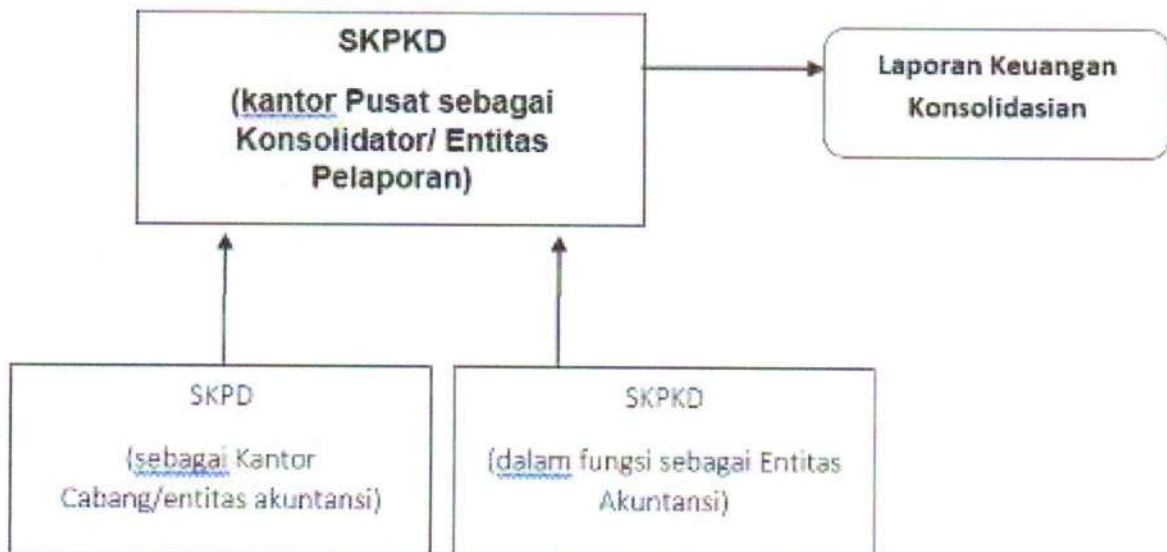 SKPKD
(kantor Pusat sebagai
Konsolidator/ Entitas
Pelaporan)
Laporan Keuangan
Konsolidasian
SKPD
(sebagai Kantor
Cabang/entitas akuntansi)
SKPKD
(dalam fungsi sebagai Entitas
Akuntansi)